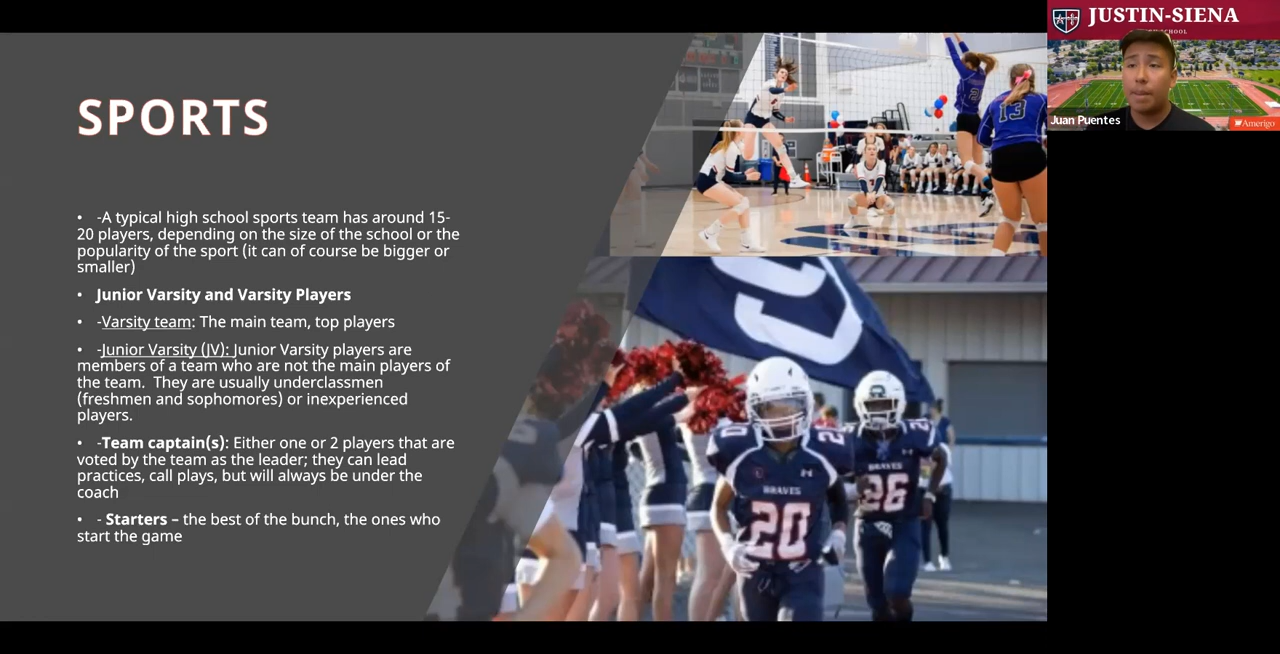 SPORTS
• -A typical high school sports team has around 15-
20 players, depending on the size of the school or the
popularity of the sport (it can of course be bigger or
smaller)
• Junior Varsity and Varsity Players
• -Varsity team: The main team, top players
• -Junior Varsity (JV): Junior Varsity players are
members of a team who are not the main players of
the team.  They are usually underclassmen
(freshmen and sophomores) or inexperienced
players.
• -Team captain(s): Either one or 2 players that are
voted by the team as the leader; they can lead
practices, call plays, but will always be under the
coach
• - Starters – the best of the bunch, the ones who
start the game
13
BRAVES
20
BRAVES
26
JUSTIN-SIENA
SCHOOL
Juan Puentes
Amerigo